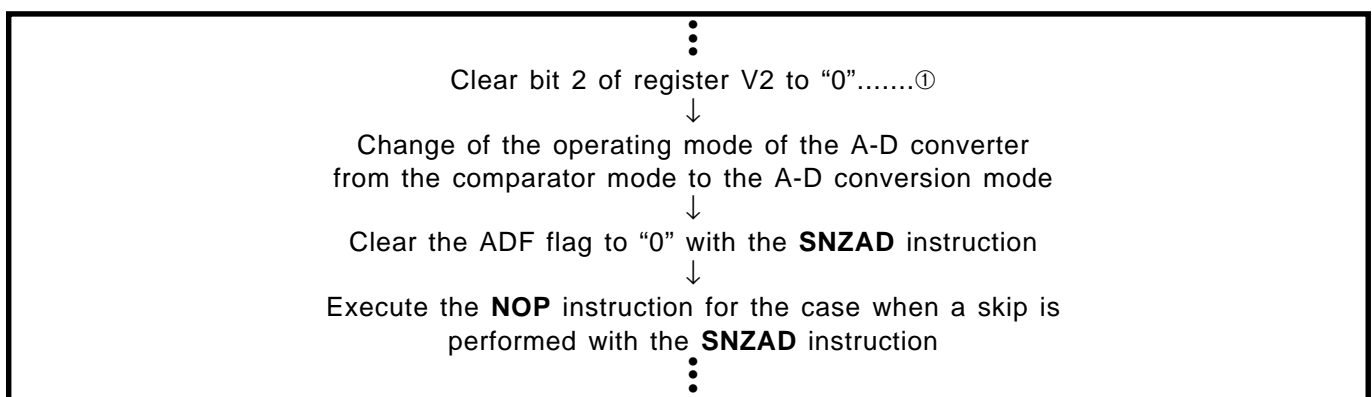 Clear bit 2 of register V2 to “0”.......①
↓
Change of the operating mode of the A-D converter
from the comparator mode to the A-D conversion mode
↓
Clear the ADF flag to “0” with the SNZAD instruction
↓
Execute the NOP instruction for the case when a skip is
performed with the SNZAD instruction